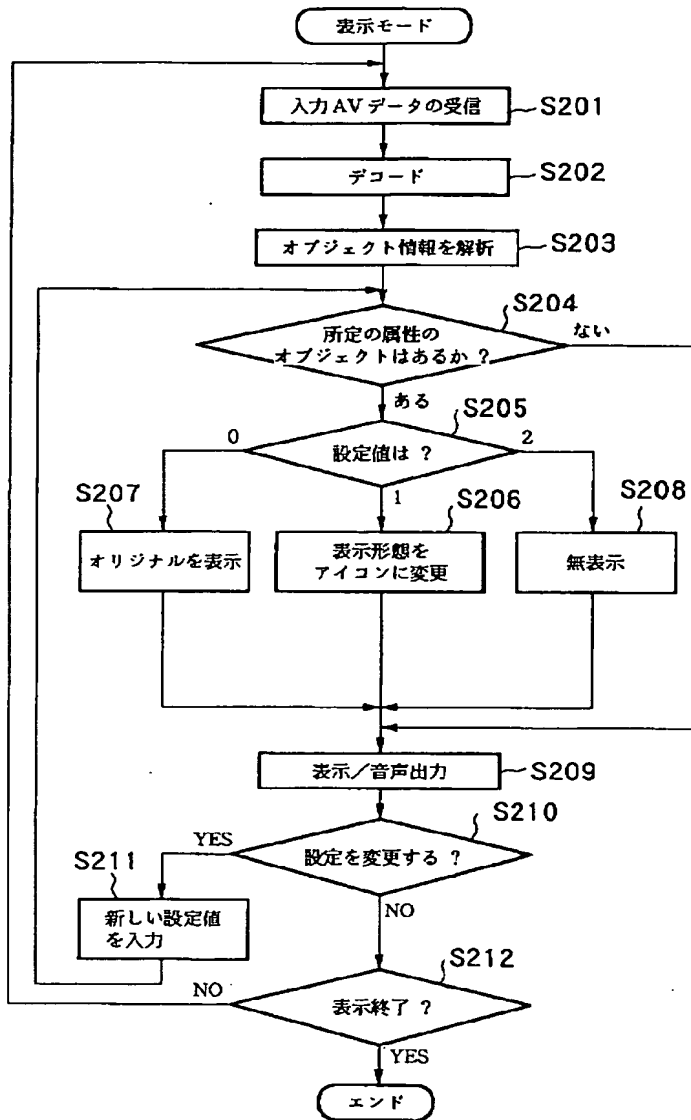 表示モード
入力AVデータの受信
S201
デコード
S202
オブジェクト情報を解析
S203
S204
所定の属性の
オブジェクトはあるか ?
ない
ある
S205
設定値は ?
0
2
1
S207
オリジナルを表示
S206
表示形態を
アイコンに変更
S208
無表示
表示/音声出力
S209
S210
設定を変更する ?
YES
NO
S211
新しい設定値
を入力
S212
表示終了 ?
NO
YES
エンド